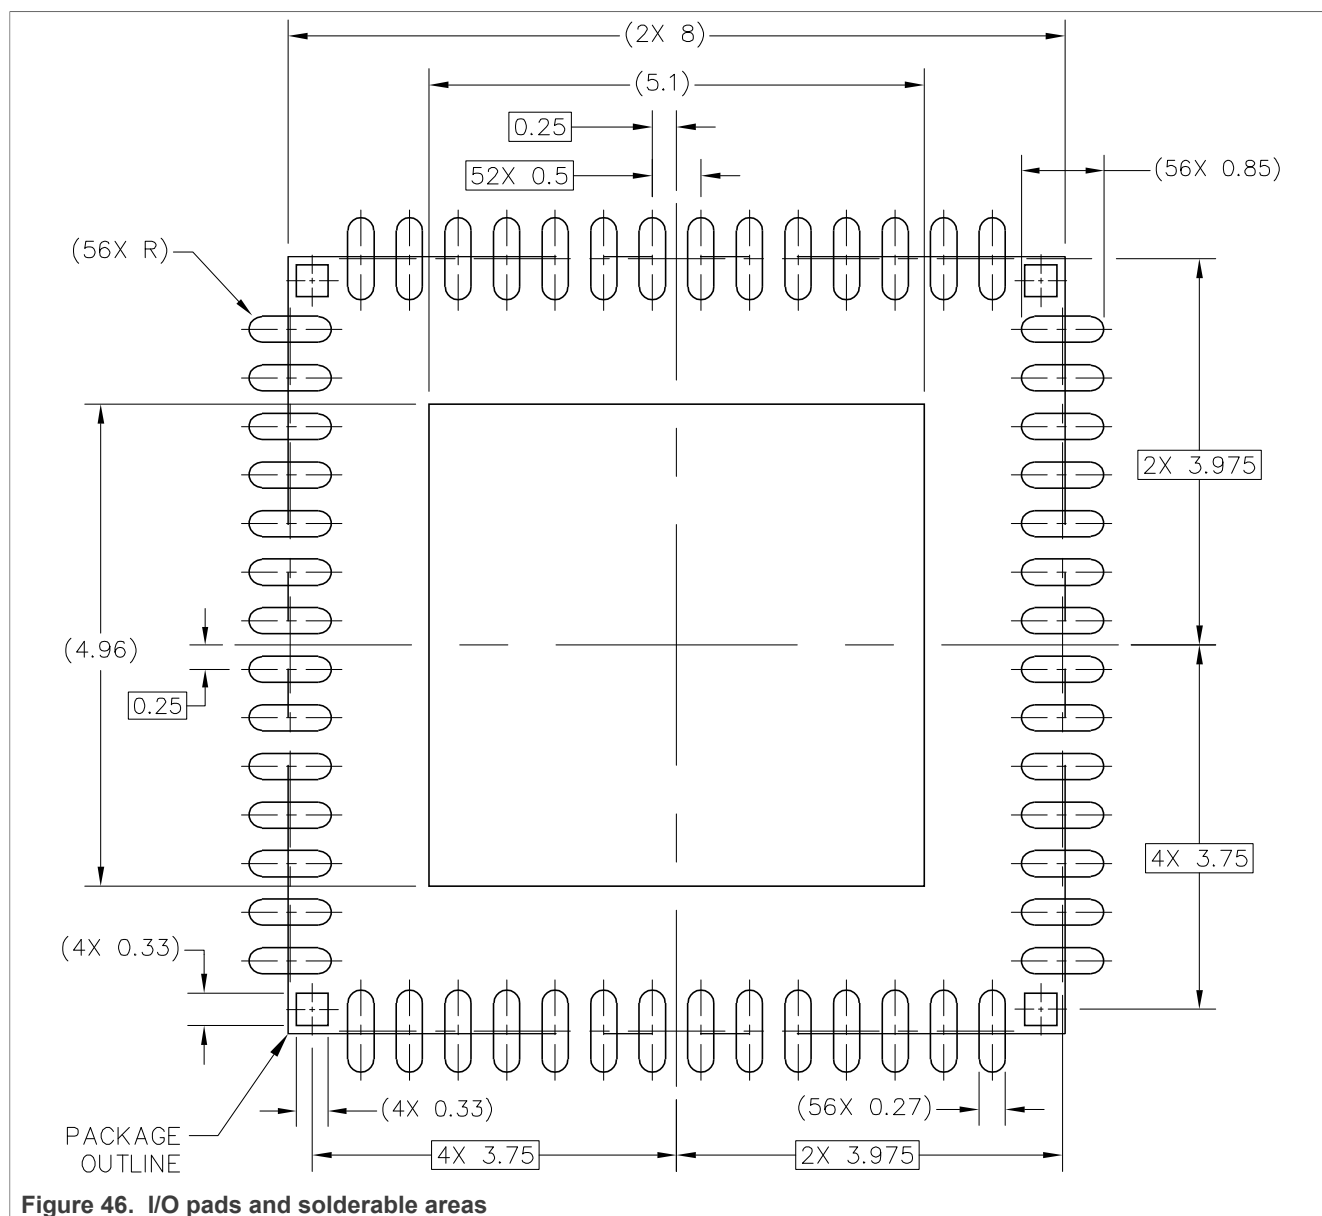 (2X 8)
(5.1)
0.25
52X 0.5
(56X 0.85)
(56X R)
2X 3.975
(4.96)
0.25
4X 3.75
(4X 0.33)
(4X 0.33)
(56X 0.27)
PACKAGE
OUTLINE
4X 3.75
2X 3.975
Figure 46. I/O pads and solderable areas